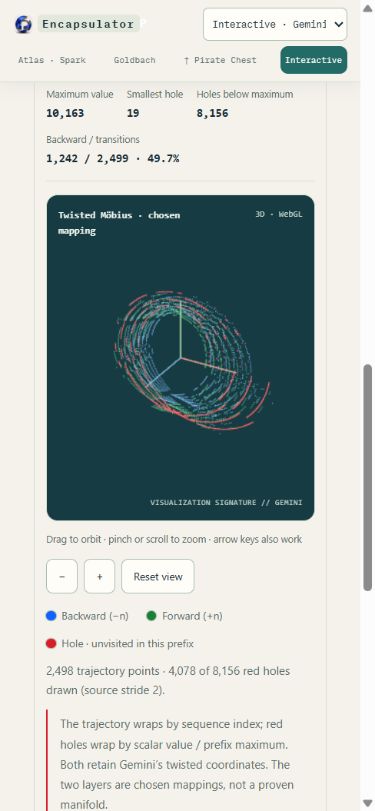 Encapsulator P
Interactive · Gemini
Atlas · Spark
Goldbach
↑ Pirate Chest
Interactive
Maximum value
Smallest hole
Holes below maximum
10,163
19
8,156
Backward / transitions
1,242 / 2,499 · 49.7%
Twisted Möbius · chosen
mapping
3D · WebGL
VISUALIZATION SIGNATURE // GEMINI
Drag to orbit · pinch or scroll to zoom · arrow keys also work
−
+
Reset view
Backward (−n)
Forward (+n)
Hole · unvisited in this prefix
2,498 trajectory points · 4,078 of 8,156 red holes
drawn (source stride 2).
The trajectory wraps by sequence index; red
holes wrap by scalar value / prefix maximum.
Both retain Gemini's twisted coordinates. The
two layers are chosen mappings, not a proven
manifold.